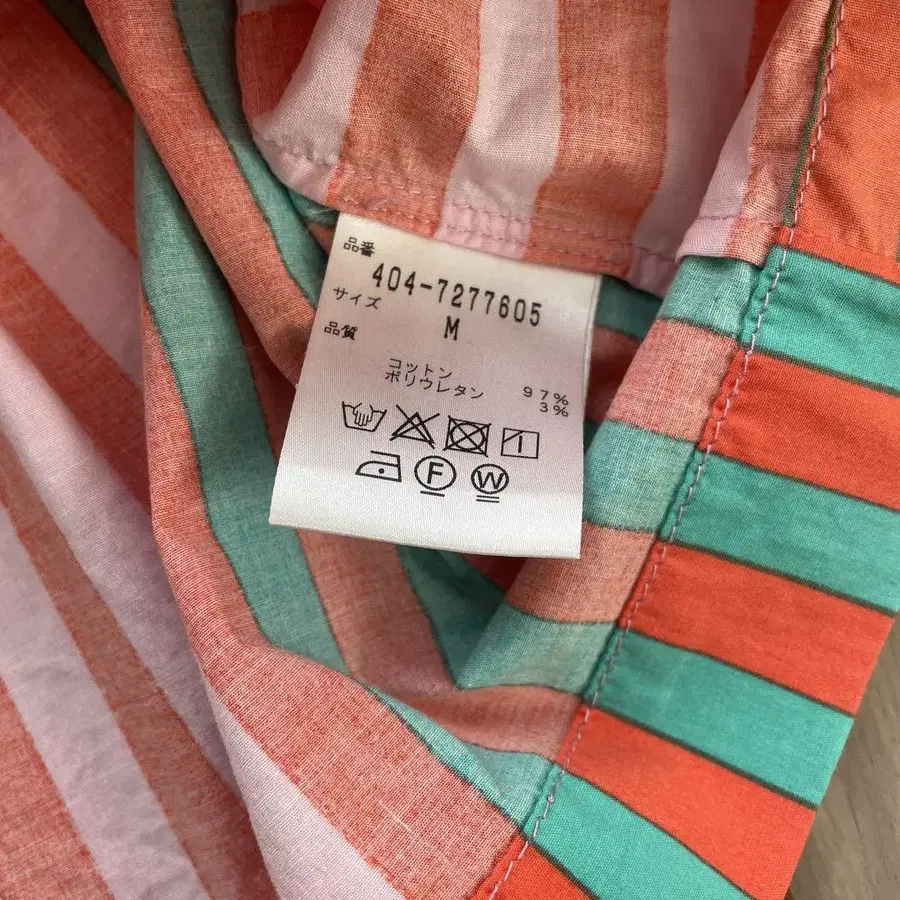 品番
404-7277605
サイズ
M
品質
コットン 97%
ポリウレタン 3%
F
W